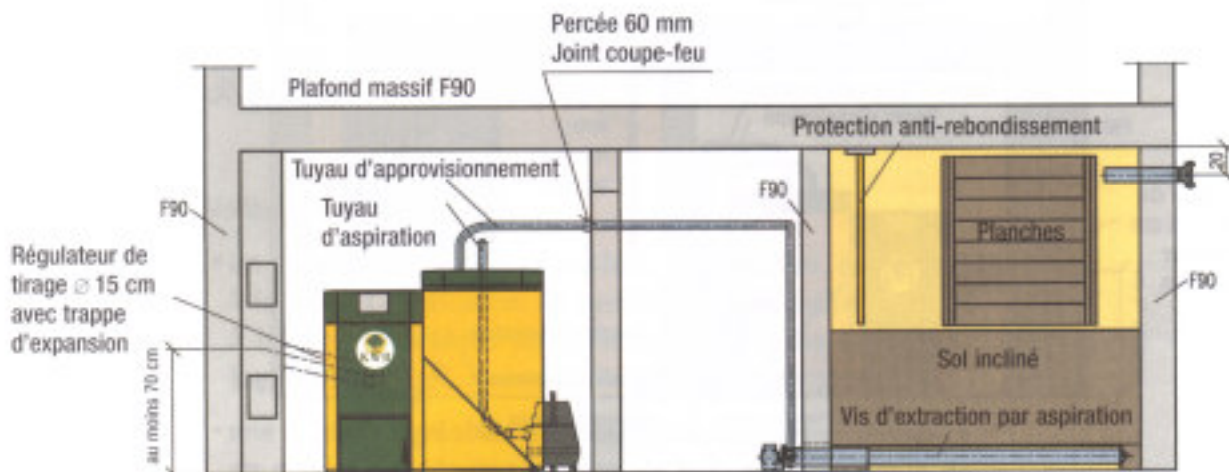 Percée 60 mm
Joint coupe-feu
Plafond massif F90
Protection anti-rebondissement
20
Tuyau d'approvisionnement
F90
F90
Tuyau
d'aspiration
Planches
Régulateur de
tirage ⌀ 15 cm
avec trappe
d'expansion
F90
KWB
Sol incliné
au moins 70 cm
Vis d'extraction par aspiration